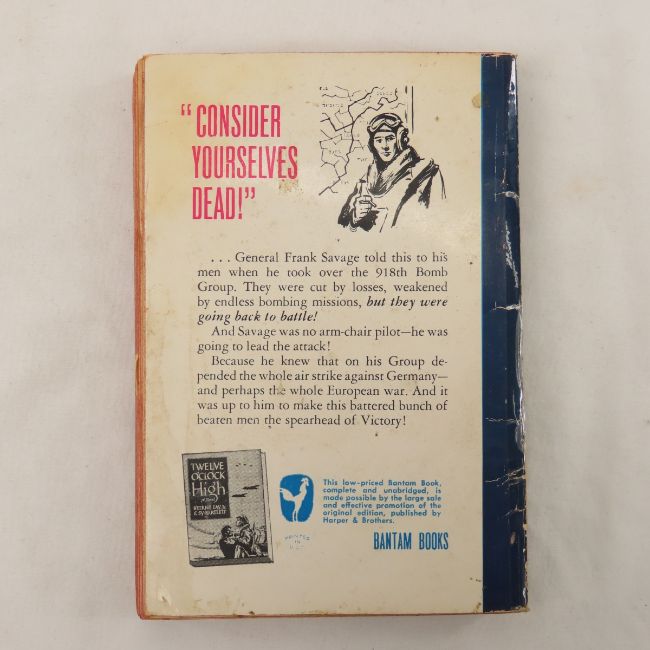 “CONSIDER
YOURSELVES
DEAD!”
. . . General Frank Savage told this to his
men when he took over the 918th Bomb
Group. They were cut by losses, weakened
by endless bombing missions, but they were
going back to battle!
And Savage was no arm-chair pilot—he was
going to lead the attack!
Because he knew that on his Group de-
pended the whole air strike against Germany—
and perhaps the whole European war. And it
was up to him to make this battered bunch of
beaten men the spearhead of Victory!
TWELVE
O'CLOCK
High
This low-priced Bantam Book,
complete and unabridged, is
made possible by the large sale
and effective promotion of the
original edition, published by
Harper & Brothers.
PRINTED
IN
BANTAM BOOKS